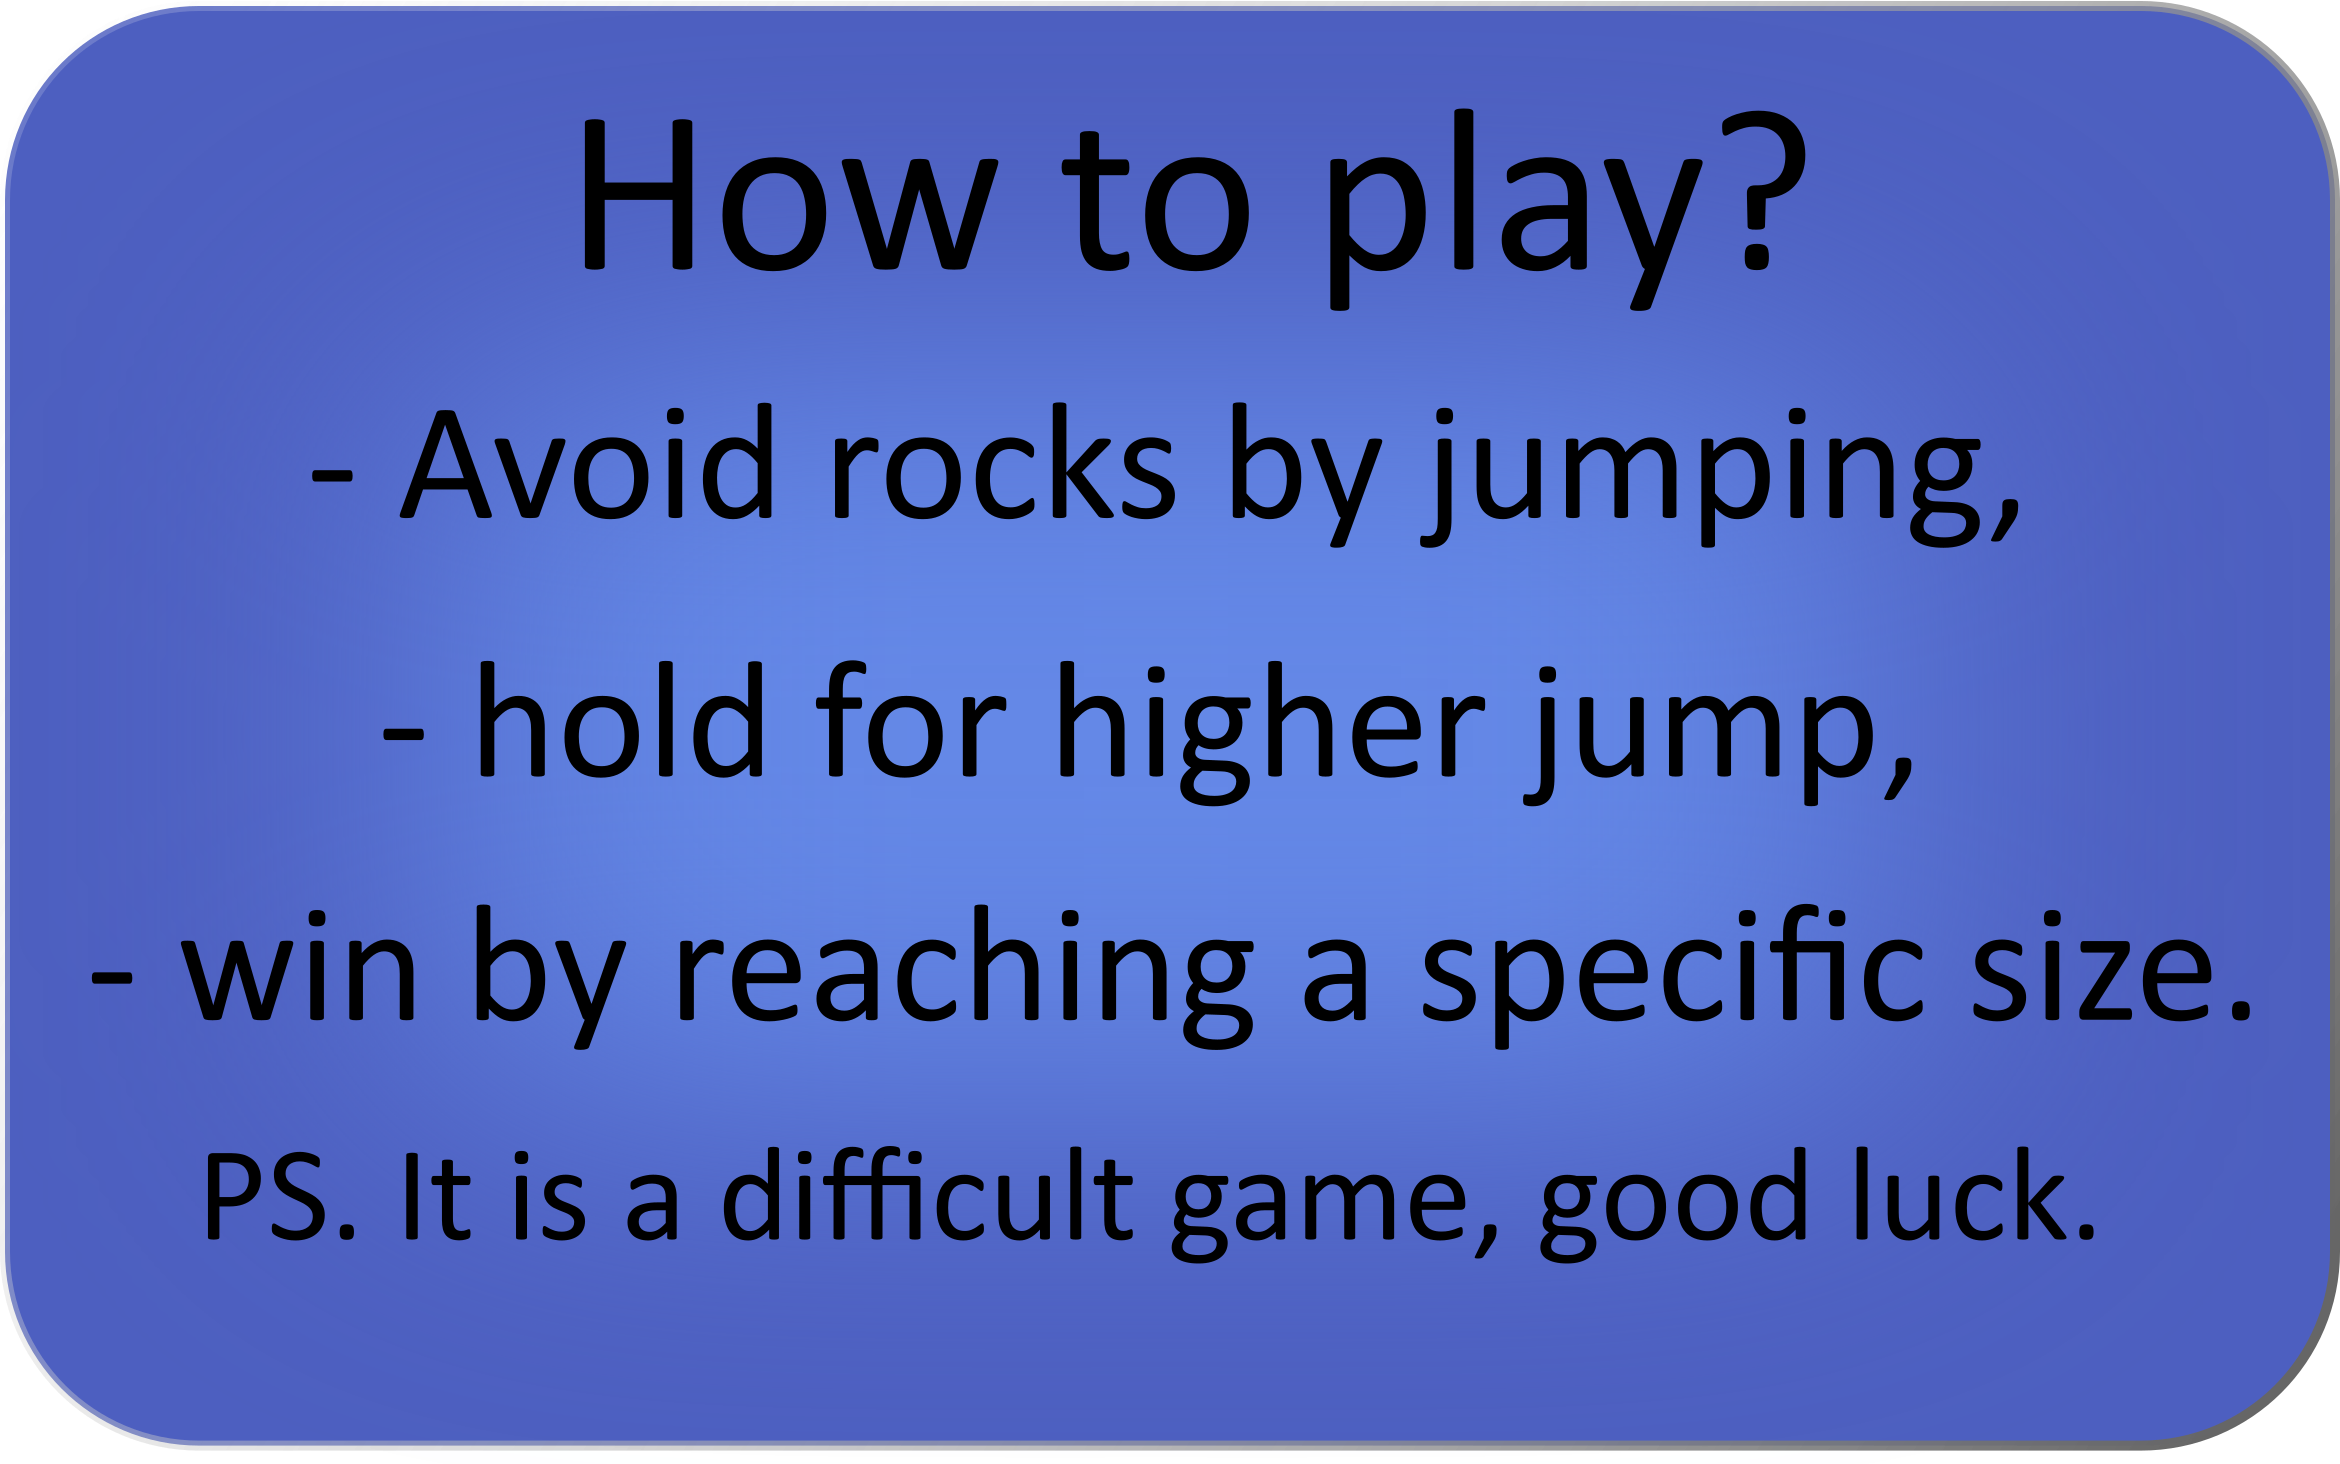 How to play?
- Avoid rocks by jumping,
- hold for higher jump,
- win by reaching a specific size.
PS. It is a difficult game, good luck.